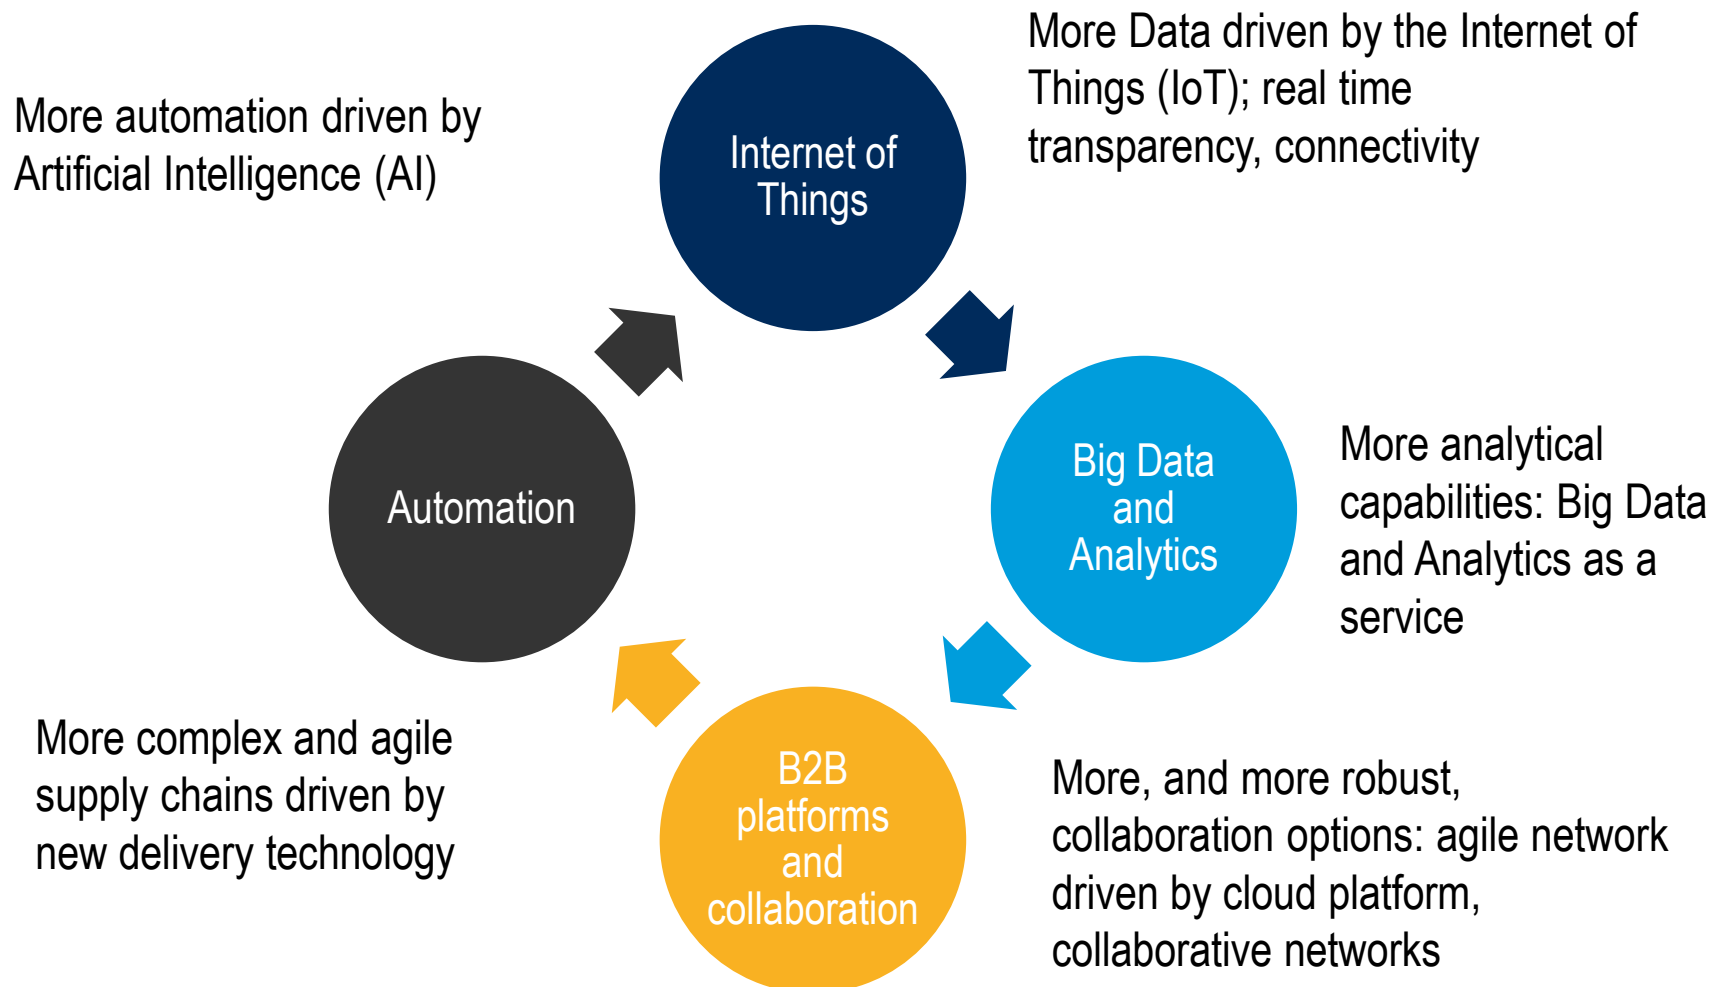 More Data driven by the Internet of
Things (IoT); real time
transparency, connectivity
More automation driven by
Artificial Intelligence (AI)
Internet of
Things
Big Data
and
Analytics
More analytical
capabilities: Big Data
and Analytics as a
service
Automation
More complex and agile
supply chains driven by
new delivery technology
B2B
platforms
and
collaboration
More, and more robust,
collaboration options: agile network
driven by cloud platform,
collaborative networks